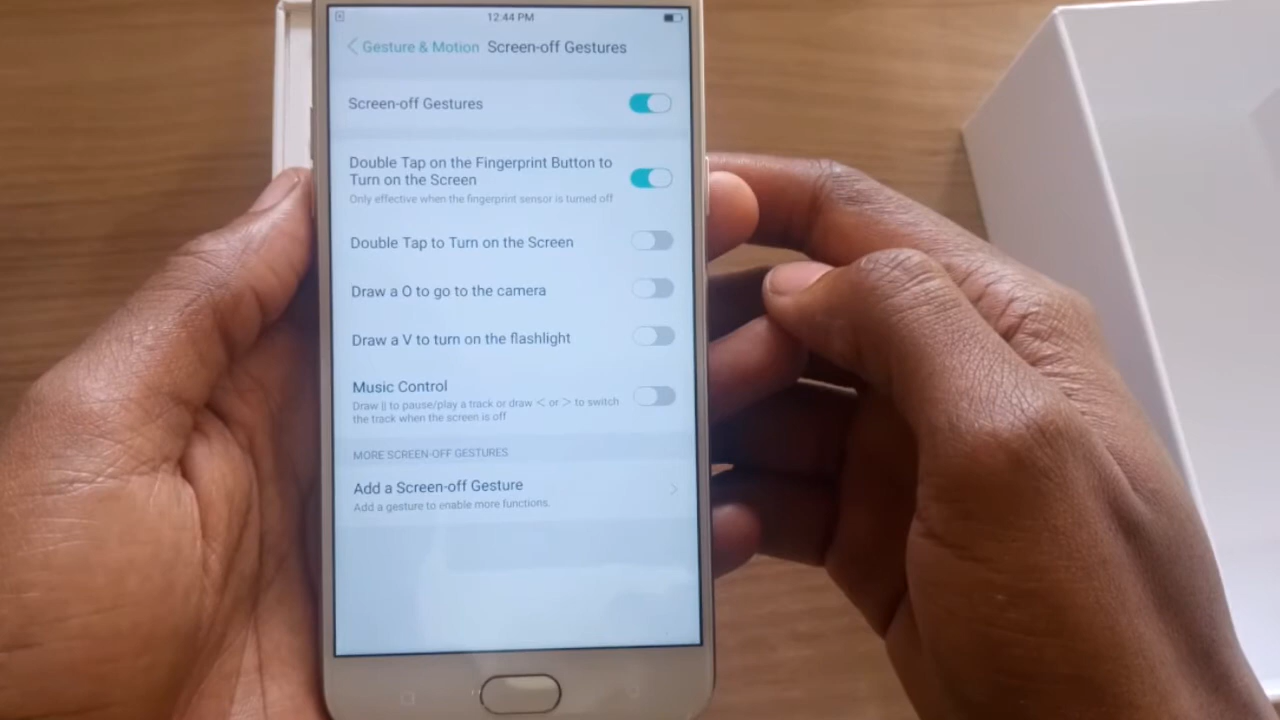 12:44 PM
Gesture & Motion Screen-off Gestures
Screen-off Gestures
Double Tap on the Fingerprint Button to
Turn on the Screen
Only effective when the fingerprint sensor is turned off
Double Tap to Turn on the Screen
Draw a O to go to the camera
Draw a V to turn on the flashlight
Music Control
Draw || to pause/play a track or draw < or > to switch
the track when the screen is off
MORE SCREEN-OFF GESTURES
Add a Screen-off Gesture
Add a gesture to enable more functions.